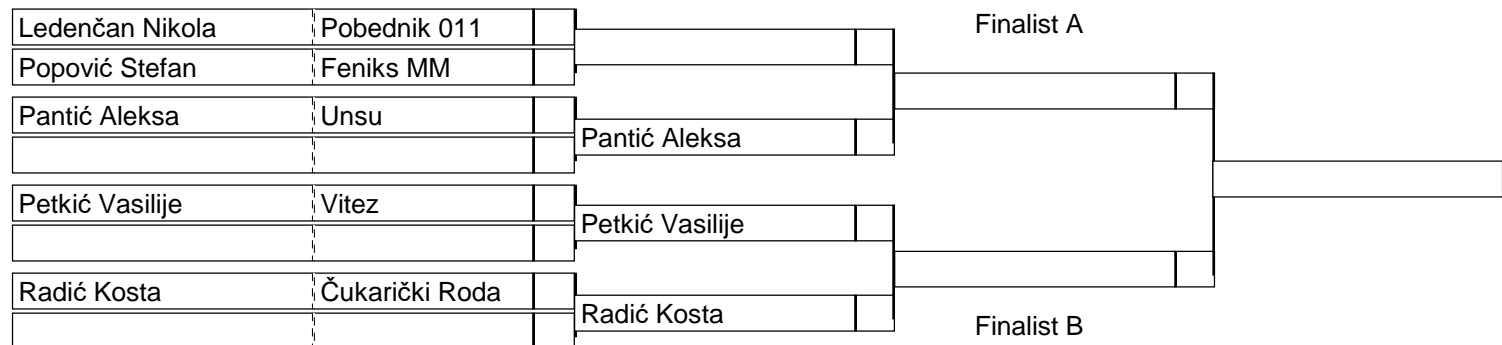 Ledenčan Nikola Pobednik 011 Finalist A
Popović Stefan Feniks MM
Pantić Aleksa Unsu
Pantić Aleksa
Petkić Vasilije Vitez
Petkić Vasilije
Radić Kosta Čukarički Roda
Radić Kosta
Finalist B